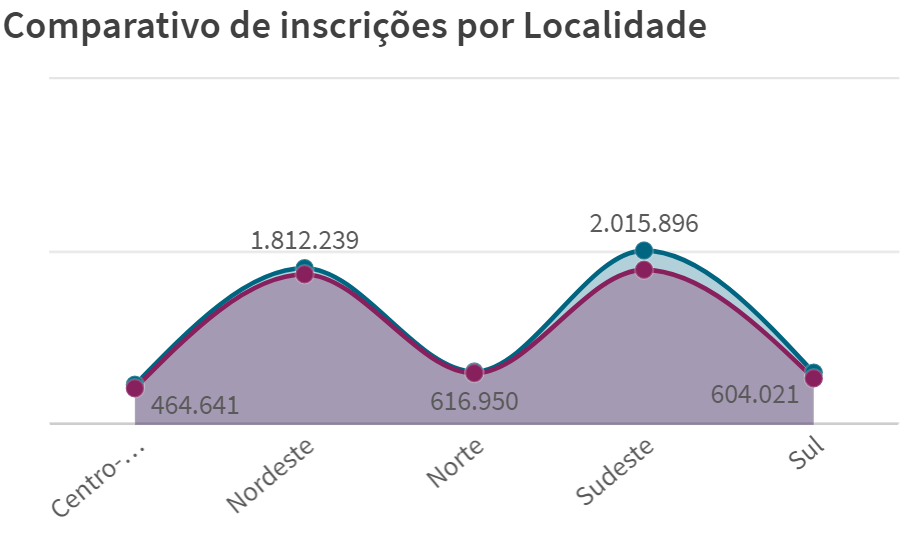 Comparativo de inscrições por Localidade
2.015.896
1.812.239
464.641
616.950
604.021
Centro-...
Nordeste
Norte
Sudeste
Sul